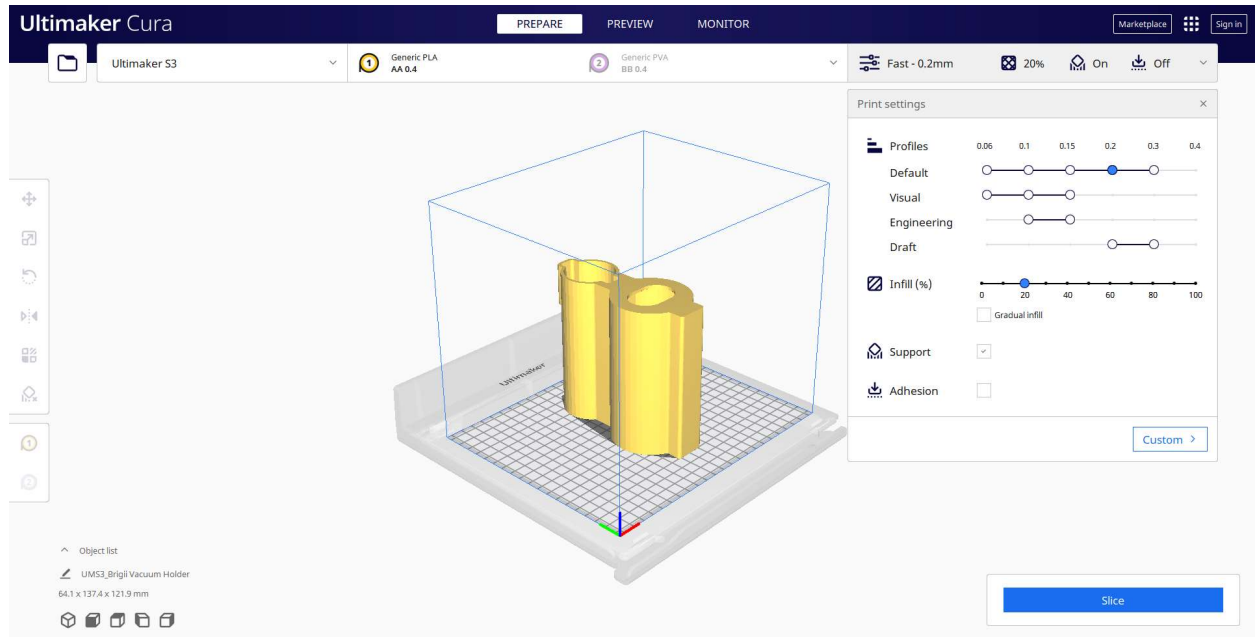 Ultimaker Cura
PREPARE PREVIEW MONITOR
Marketplace Sign in
Ultimaker S3
1 Generic PLA
AA 0.4
2 Generic PVA
BB 0.4
Fast - 0.2mm 20% On Off
Print settings
Profiles 0.06 0.1 0.15 0.2 0.3 0.4
Default
Visual
Engineering
Draft
Infill (%)
0 20 40 60 80 100
Gradual infill
Support
Adhesion
Custom
Ultimaker
1
2
Object list
UMS3_Brigii Vacuum Holder
64.1 x 137.4 x 121.9 mm
Slice